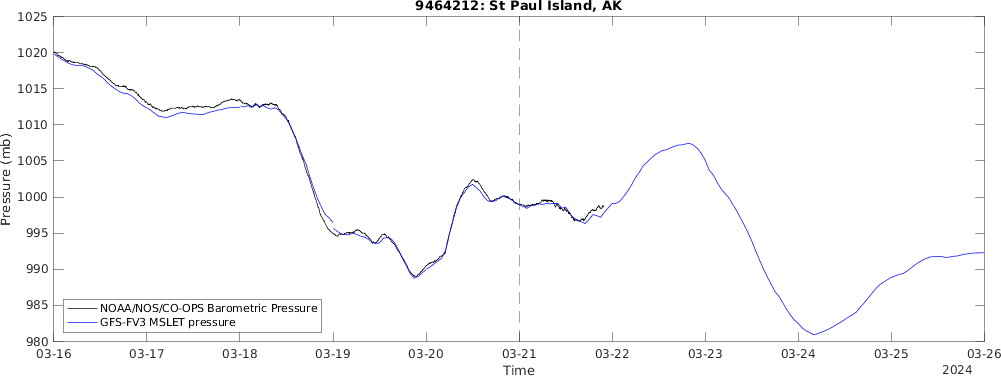 9464212: St Paul Island, AK
1025
1020
1015
1010
1005
1000
995
990
985
980
Pressure (mb)
NOAA/NOS/CO-OPS Barometric Pressure
GFS-FV3 MSLET pressure
03-16 03-17 03-18 03-19 03-20 03-21 03-22 03-23 03-24 03-25 03-26
Time
2024